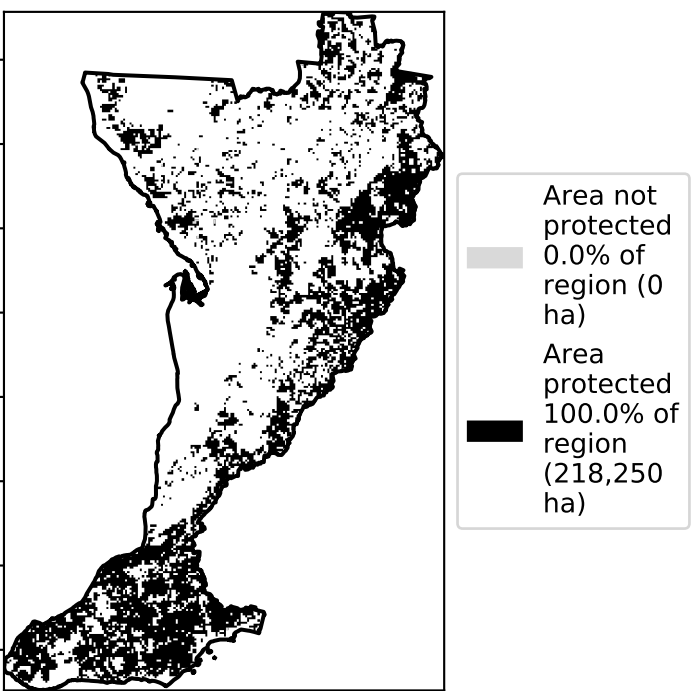 Area not
protected
0.0% of
region (0
ha)
Area
protected
100.0% of
region
(218,250
ha)